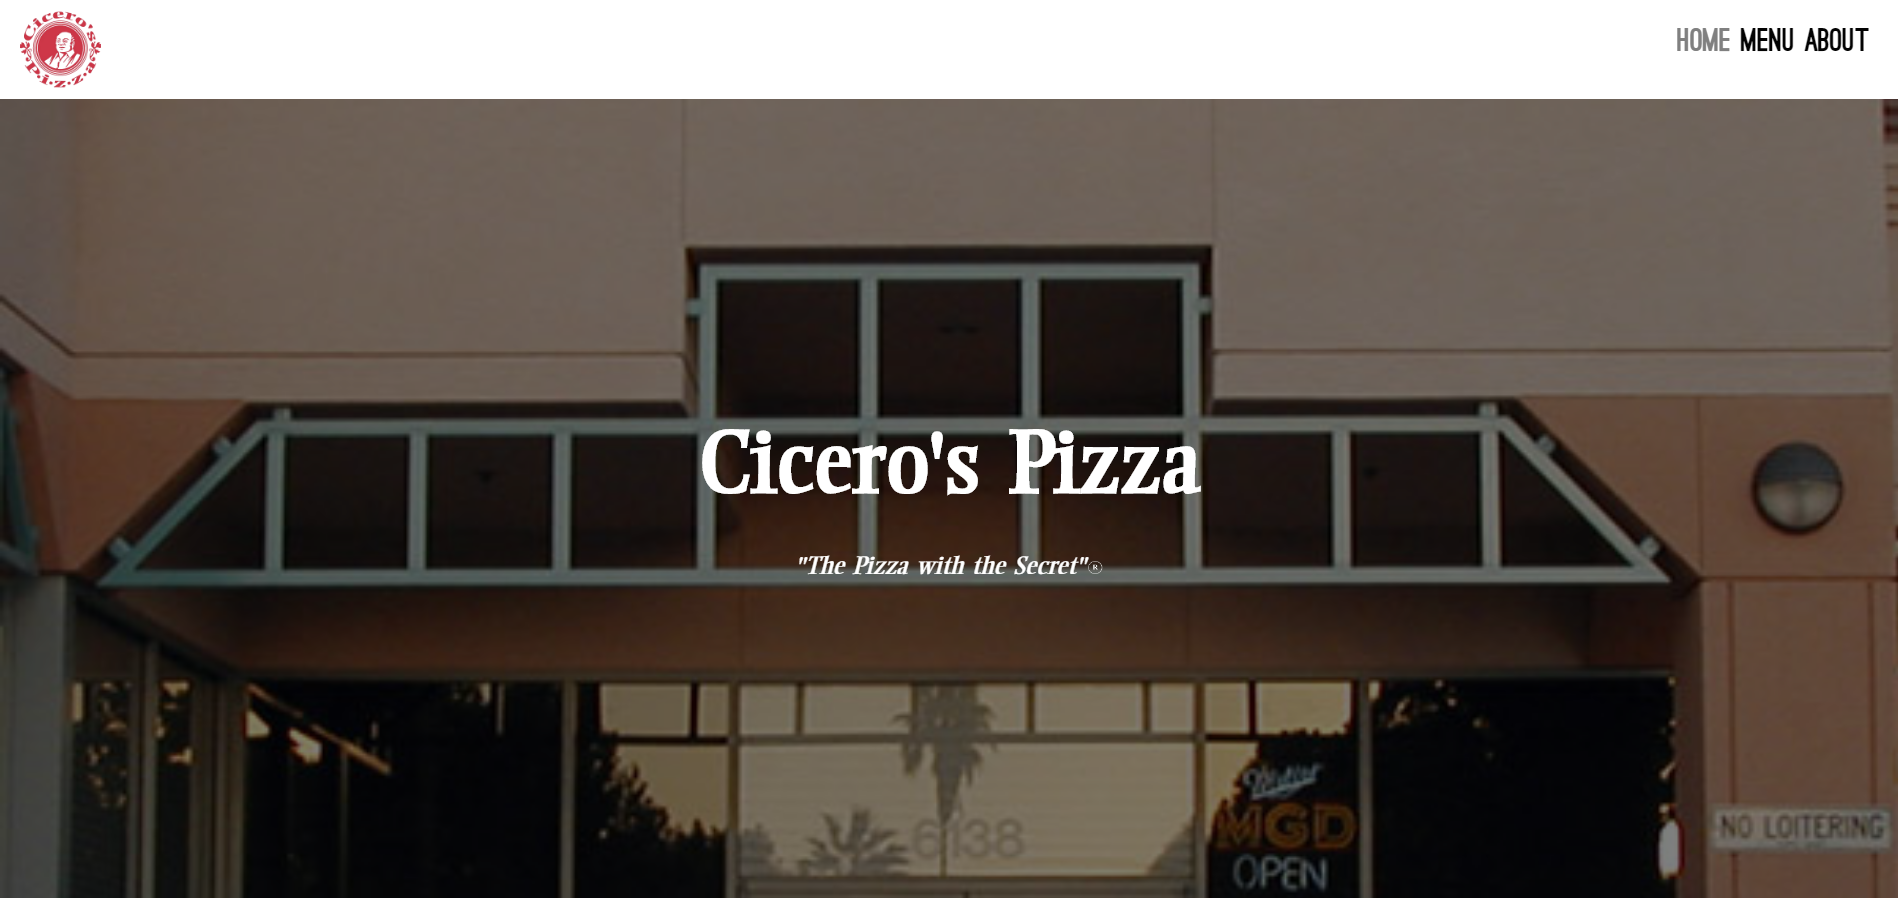 Cicero's
Pizza
HOME MENU ABOUT
Cicero's Pizza
"The Pizza with the Secret"®
6138
Miller
MGD
OPEN
NO LOITERING